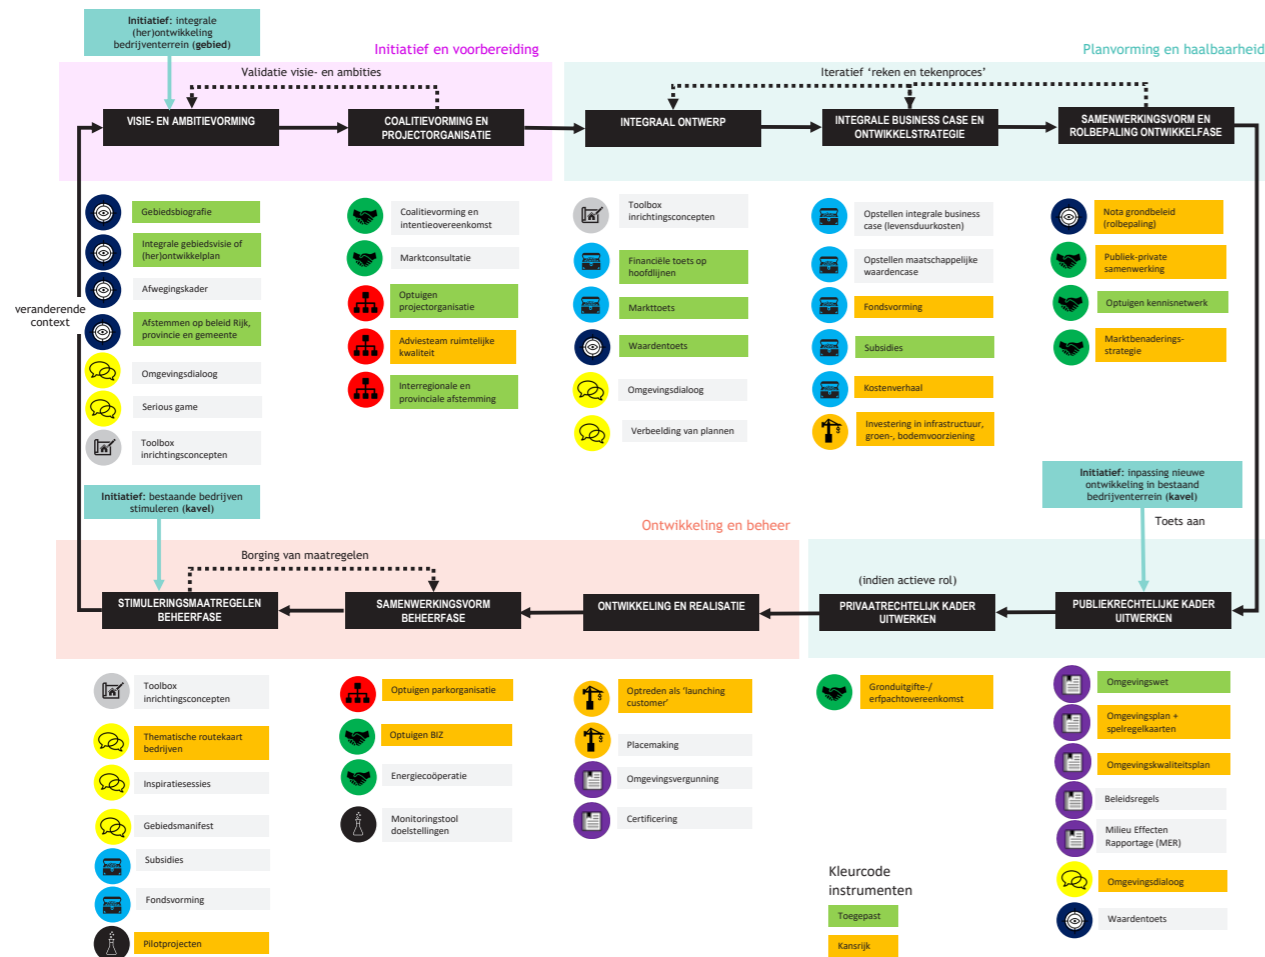 Initiatief: integrale
(her)ontwikkeling
bedrijventerrein (gebied)
Initiatief en voorbereiding
Planvorming en haalbaarheid
Validatie visie- en ambities
Iteratief ‘reken en tekenproces’
VISIE- EN AMBITIEVORMING
COALITIEVORMING EN
PROJECTORGANISATIE
INTEGRAAL ONTWERP
INTEGRALE BUSINESS CASE EN
ONTWIKKELSTRATEGIE
SAMENWERKINGSVORM EN
ROLBEPALING ONTWIKKELFASE
Gebiedsbiografie
Integrale gebiedsvisie of
(her)ontwikkelplan
Afwegingskader
Afstemmen op beleid Rijk,
provincie en gemeente
Omgevingsdialoog
Serious game
Toolbox
inrichtingsconcepten
veranderende
context
Coalitievorming en
intentieovereenkomst
Marktconsultatie
Optuigen
projectorganisatie
Adviesteam ruimtelijke
kwaliteit
Interregionale en
provinciale afstemming
Toolbox
inrichtingsconcepten
Financiële toets op
hoofdlijnen
Markttoets
Waardentoets
Omgevingsdialoog
Verbeelding van plannen
Opstellen integrale business
case (levensduurkosten)
Opstellen maatschappelijke
waardencase
Fondsvorming
Subsidies
Kostenverhaal
Investering in infrastructuur,
groen-, bodemvoorziening
Nota grondbeleid
(rolbepaling)
Publiek-private
samenwerking
Optuigen kennisnetwerk
Marktbenaderings-
strategie
Initiatief: bestaande bedrijven
stimuleren (kavel)
Initiatief: inpassing nieuwe
ontwikkeling in bestaand
bedrijventerrein (kavel)
Toets aan
Ontwikkeling en beheer
Borging van maatregelen
(indien actieve rol)
STIMULERINGSMAATREGELEN
BEHEERFASE
SAMENWERKINGSVORM
BEHEERFASE
ONTWIKKELING EN REALISATIE
PRIVAATRECHTELIJK KADER
UITWERKEN
PUBLIEKRECHTELIJKE KADER
UITWERKEN
Toolbox
inrichtingsconcepten
Thematische routekaart
bedrijven
Inspiratiesessies
Gebiedsmanifest
Subsidies
Fondsvorming
Pilotprojecten
Optuigen parkorganisatie
Optuigen BIZ
Energiecoöperatie
Monitoringstool
doelstellingen
Optreden als ‘launching
customer’
Placemaking
Omgevingsvergunning
Certificering
Gronduitgifte-/
erfpachtovereenkomst
Omgevingswet
Omgevingsplan +
spelregelkaarten
Omgevingskwaliteitsplan
Beleidsregels
Milieu Effecten
Rapportage (MER)
Omgevingsdialoog
Waardentoets
Kleurcode
instrumenten
Toegepast
Kansrijk